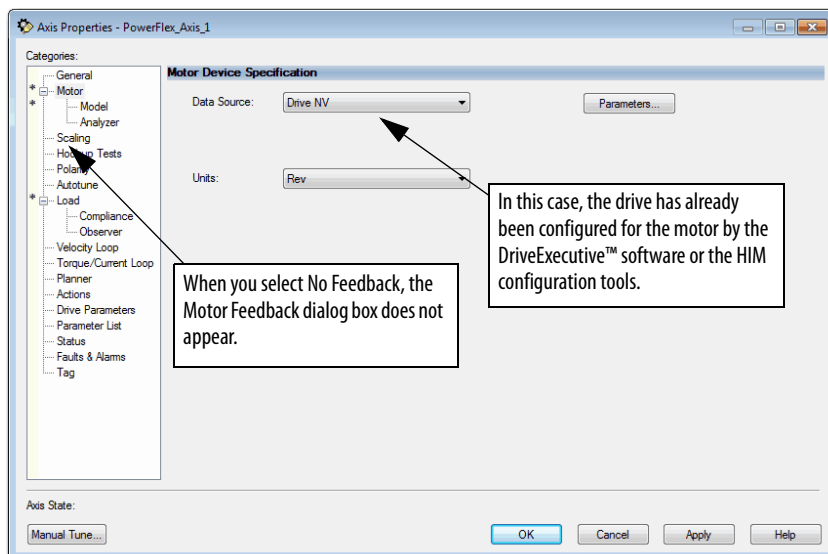 Axis Properties - PowerFlex_Axis_1
Categories:
General
* Motor
* Model
Analyzer
Scaling
Hookup Tests
Polarity
Autotune
* Load
Compliance
Observer
Velocity Loop
Torque/Current Loop
Planner
Actions
Drive Parameters
Parameter List
Status
Faults & Alarms
Tag
Motor Device Specification
Data Source: Drive NV Parameters...
Units: Rev
In this case, the drive has already
been configured for the motor by the
DriveExecutive™ software or the HIM
configuration tools.
When you select No Feedback, the
Motor Feedback dialog box does not
appear.
Axis State:
Manual Tune... OK Cancel Apply Help